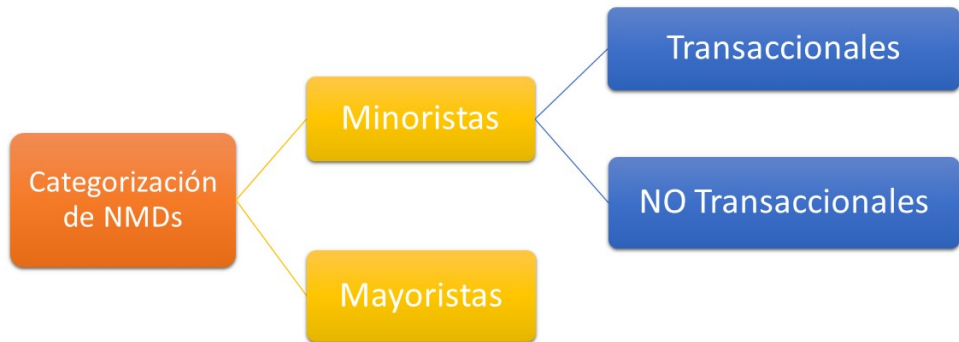 Categorización
de NMDs
Minoristas
Transaccionales
NO Transaccionales
Mayoristas